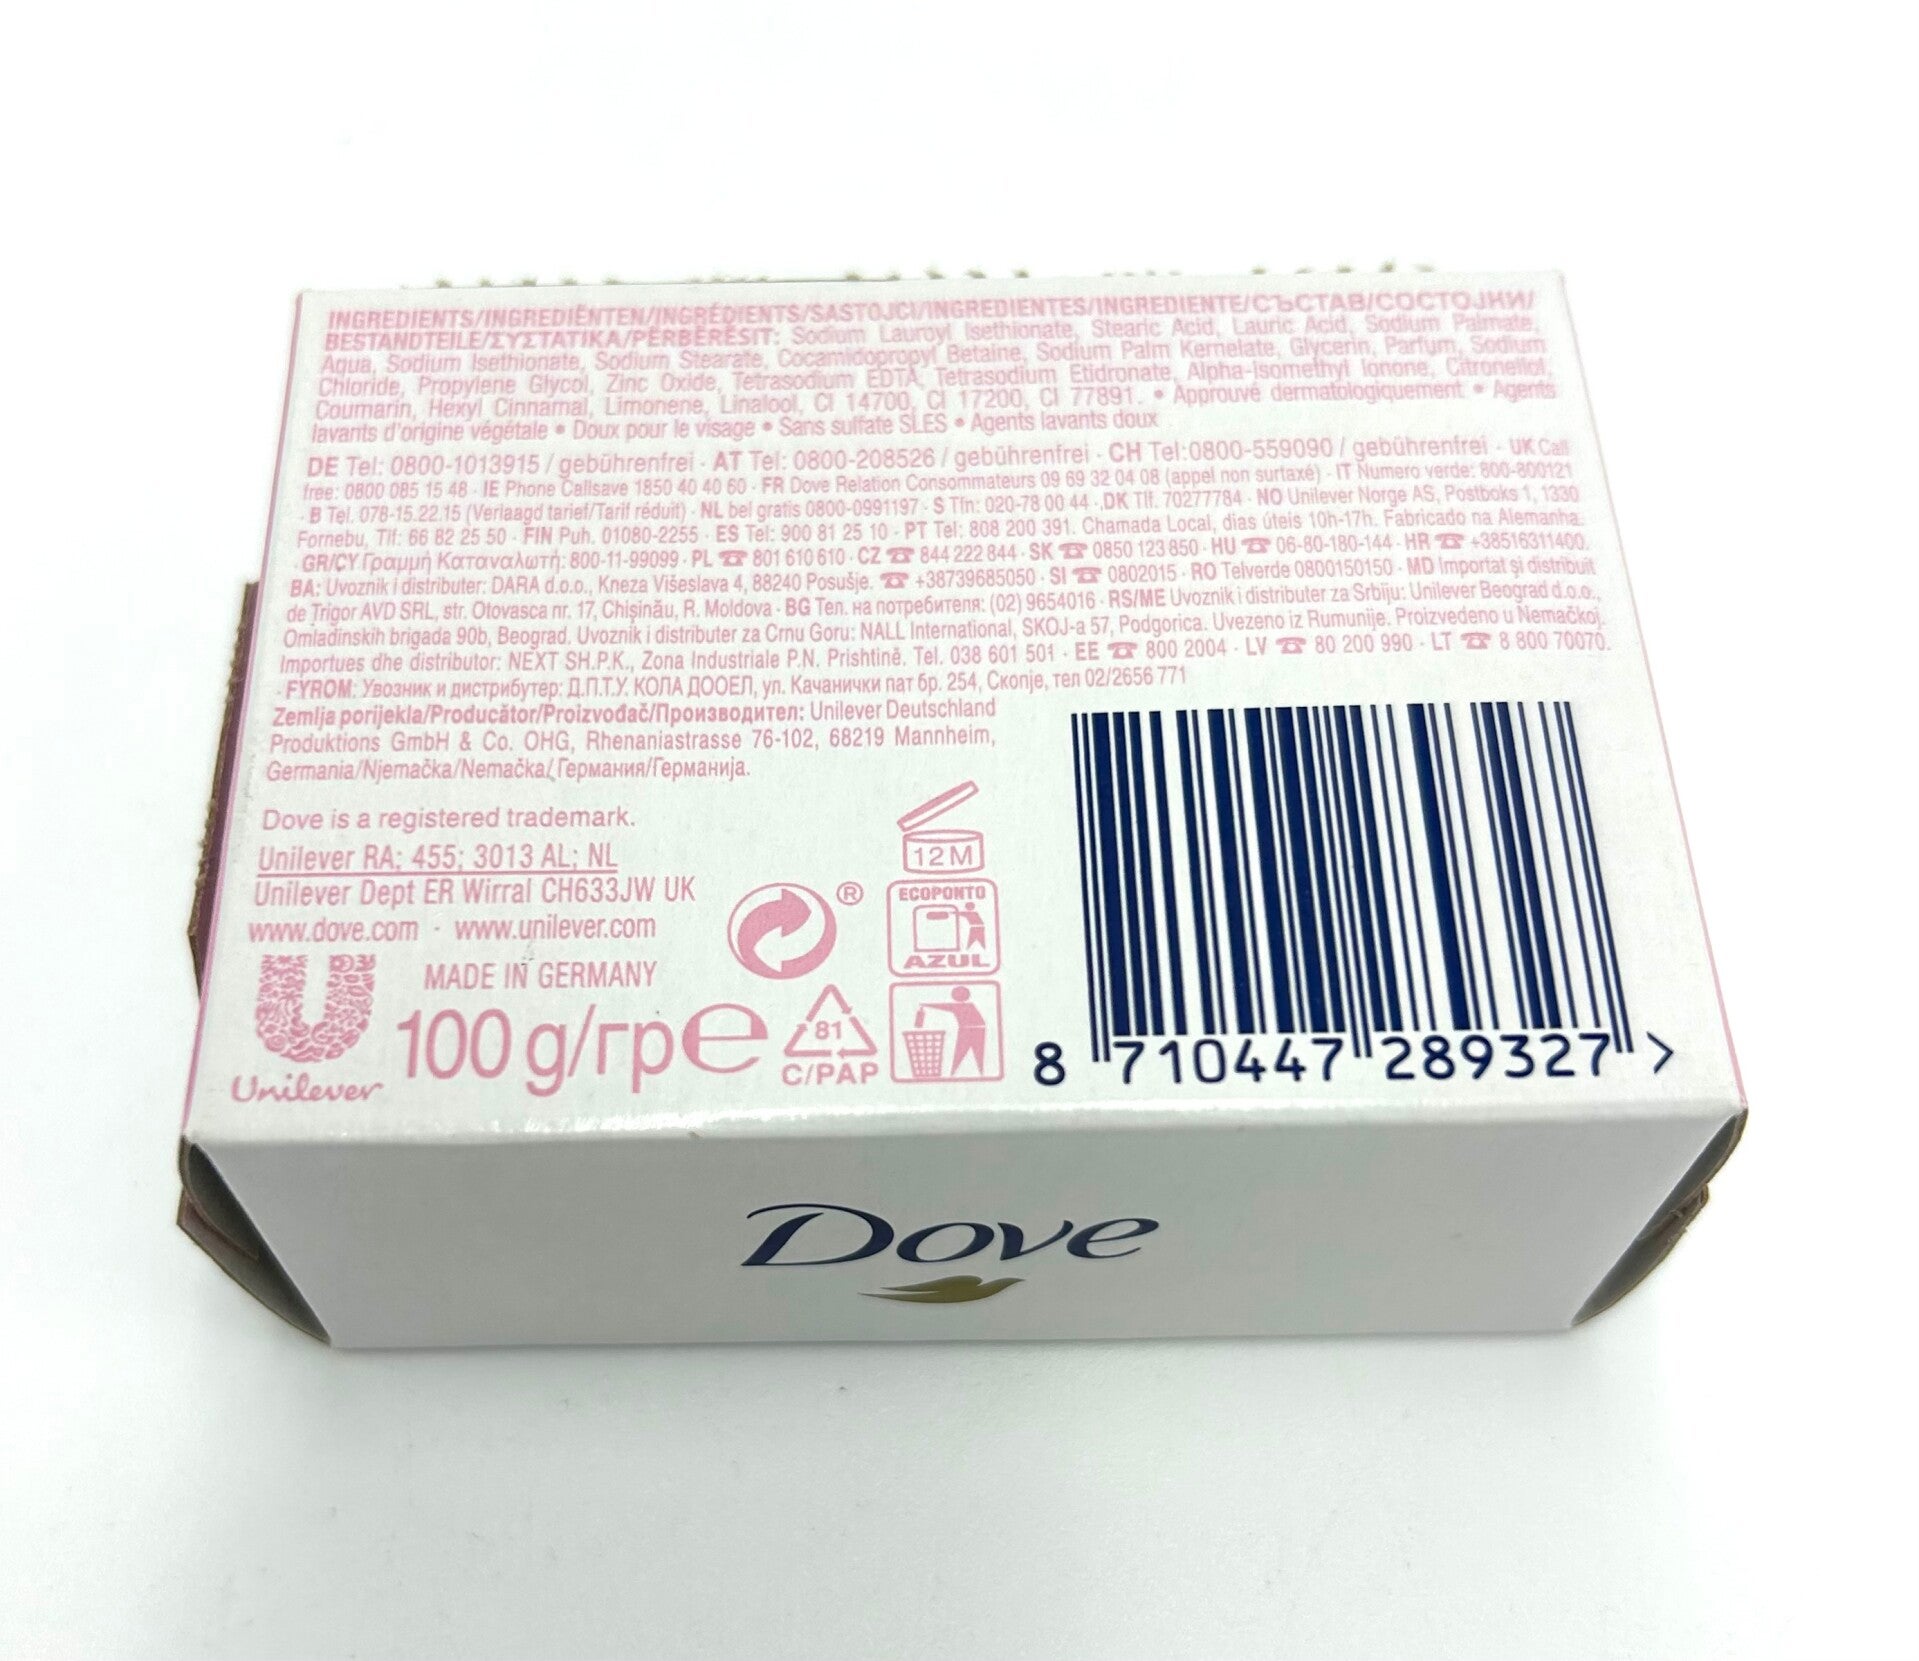 INGREDIENTS/INGREDIËNTEN/INGRÉDIENTS/SASTOJCI/INGREDIENTES/INGREDIENTE/СЪСТАВ/СОСТОЈКИ/
BESTANDTEILE/ΣΥΣΤΑΤΙΚΑ/PËRBËRËSIT: Sodium Lauroyl Isethionate, Stearic Acid, Lauric Acid, Sodium Palmate,
Aqua, Sodium Isethionate, Sodium Stearate, Cocamidopropyl Betaine, Sodium Palm Kernelate, Glycerin, Parfum, Sodium
Chloride, Propylene Glycol, Zinc Oxide, Tetrasodium EDTA, Tetrasodium Etidronate, Alpha-Isomethyl Ionone, Citronellol,
Coumarin, Hexyl Cinnamal, Limonene, Linalool, CI 14700, CI 17200, CI 77891. • Approuvé dermatologiquement • Agents
lavants d'origine végétale • Doux pour le visage • Sans sulfate SLES • Agents lavants doux
DE Tel: 0800-1013915 / gebührenfrei · AT Tel: 0800-208526 / gebührenfrei · CH Tel:0800-559090 / gebührenfrei · UK Call
free: 0800 085 15 48 · IE Phone Callsave 1850 40 40 60 · FR Dove Relation Consommateurs 09 69 32 04 08 (appel non surtaxé) · IT Numero verde: 800-800121
· B Tel. 078-15.22.15 (Verlaagd tarief/Tarif réduit) · NL bel gratis 0800-0991197 · S Tfn: 020-78 00 44 · DK Tlf. 70277784 · NO Unilever Norge AS, Postboks 1, 1330
Fornebu, Tlf: 66 82 25 50 · FIN Puh. 01080-2255 · ES Tel: 900 81 25 10 · PT Tel: 808 200 391. Chamada Local, dias úteis 10h-17h. Fabricado na Alemanha.
· GR/CY Γραμμή Καταναλωτή: 800-11-99099 · PL ☎ 801 610 610 · CZ ☎ 844 222 844 · SK ☎ 0850 123 850 · HU ☎ 06-80-180-144 · HR ☎ +38516311400.
BA: Uvoznik i distributer: DARA d.o.o., Kneza Višeslava 4, 88240 Posušje. ☎ +38739685050 · SI ☎ 0802015 · RO Telverde 0800150150 · MD Importat şi distribuit
de Trigor AVD SRL, str. Otovasca nr. 17, Chişinău, R. Moldova · BG Тел. на потребителя: (02) 9654016 · RS/ME Uvoznik i distributer za Srbiju: Unilever Beograd d.o.o.,
Omladinskih brigada 90b, Beograd. Uvoznik i distributer za Crnu Goru: NALL International, SKOJ-a 57, Podgorica. Uvezeno iz Rumunije. Proizvedeno u Nemačkoj.
Importues dhe distributor: NEXT SH.P.K., Zona Industriale P.N. Prishtinë. Tel. 038 601 501 · EE ☎ 800 2004 · LV ☎ 80 200 990 · LT ☎ 8 800 70070.
· FYROM: Увозник и дистрибутер: Д.П.Т.У. КОЛА ДООЕЛ, ул. Качанички пат бр. 254, Скопје, тел 02/2656 771
Zemlja porijekla/Producător/Proizvođač/Производител: Unilever Deutschland
Produktions GmbH & Co. OHG, Rhenaniastrasse 76-102, 68219 Mannheim,
Germania/Njemačka/Nemačka/Германия/Германија.
Dove is a registered trademark.
Unilever RA; 455; 3013 AL; NL
Unilever Dept ER Wirral CH633JW UK
www.dove.com · www.unilever.com
MADE IN GERMANY
Unilever
100 g/гр e
®
81
C/PAP
12 M
ECOPONTO
AZUL
8 710447 289327 >
Dove